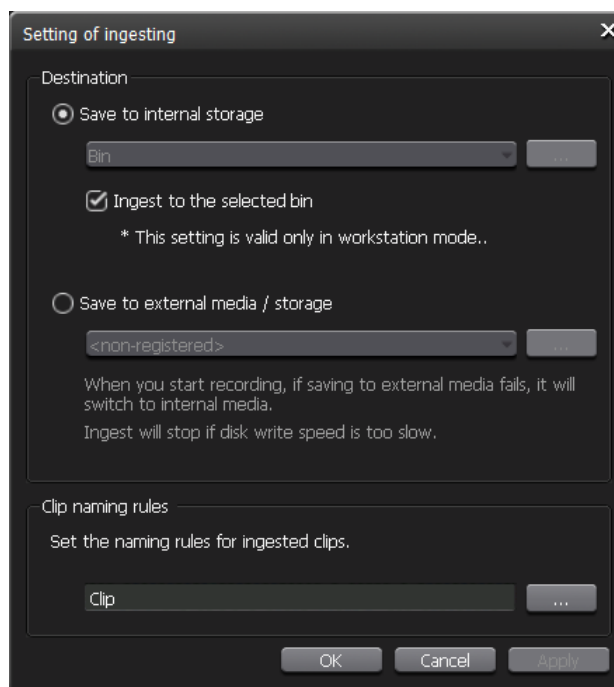 Setting of ingesting
Destination
Save to internal storage
Bin
...
Ingest to the selected bin
* This setting is valid only in workstation mode..
Save to external media / storage
<non-registered>
...
When you start recording, if saving to external media fails, it will
switch to internal media.
Ingest will stop if disk write speed is too slow.
Clip naming rules
Set the naming rules for ingested clips.
Clip
...
OK
Cancel
Apply